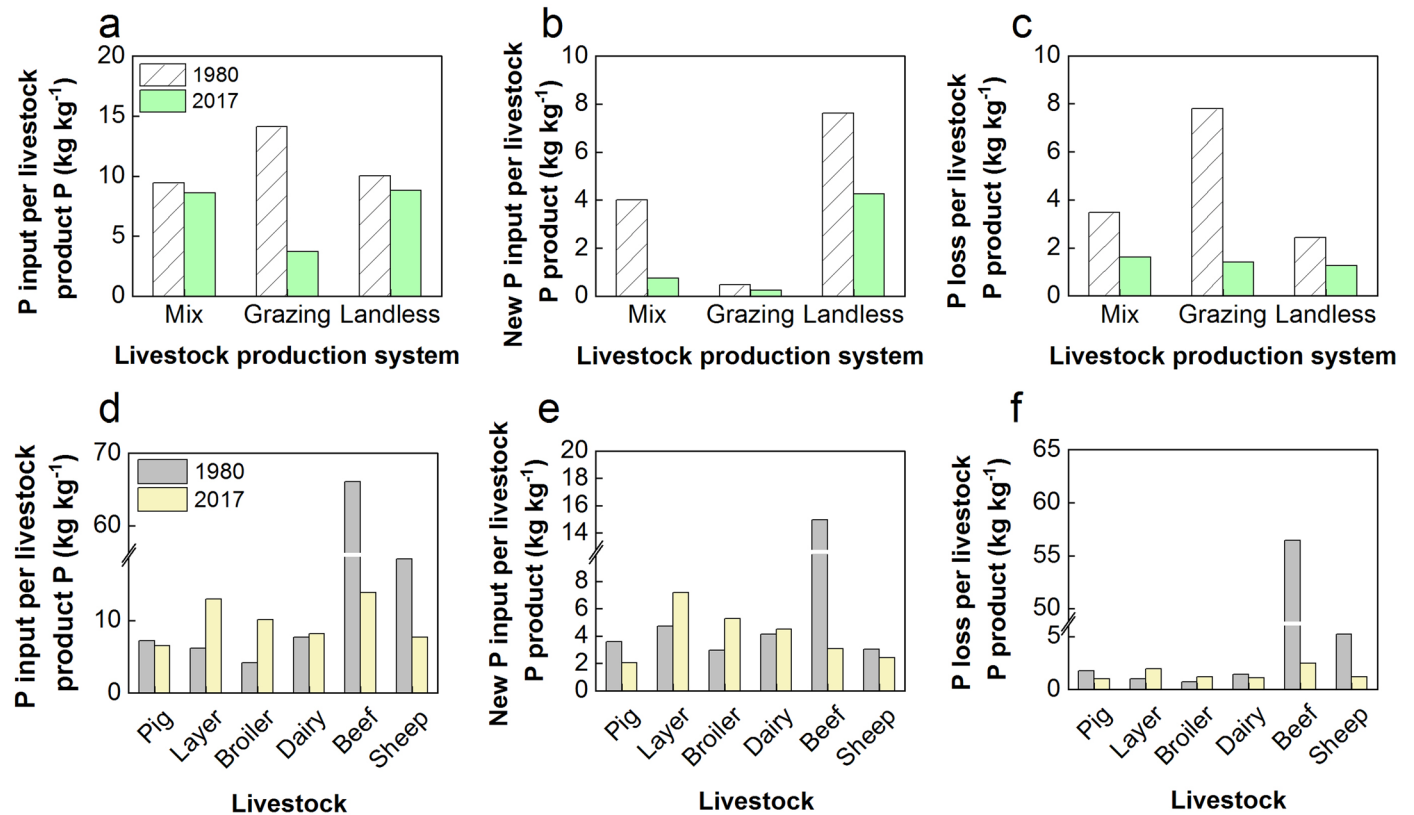 a
P input per livestock
product P (kg kg-1)
20
15
10
5
0
1980
2017
Mix Grazing Landless
Livestock production system
b
New P input per livestock
P product (kg kg-1)
10
8
6
4
2
0
Mix Grazing Landless
Livestock production system
c
P loss per livestock
P product (kg kg-1)
10
8
6
4
2
0
Mix Grazing Landless
Livestock production system
d
P input per livestock
product P (kg kg-1)
70
60
10
0
1980
2017
Pig Layer Broiler Dairy Beef Sheep
Livestock
e
New P input per livestock
P product (kg kg-1)
20
18
16
14
8
6
4
2
0
Pig Layer Broiler Dairy Beef Sheep
Livestock
f
P loss per livestock
P product (kg kg-1)
65
60
55
50
5
0
Pig Layer Broiler Dairy Beef Sheep
Livestock